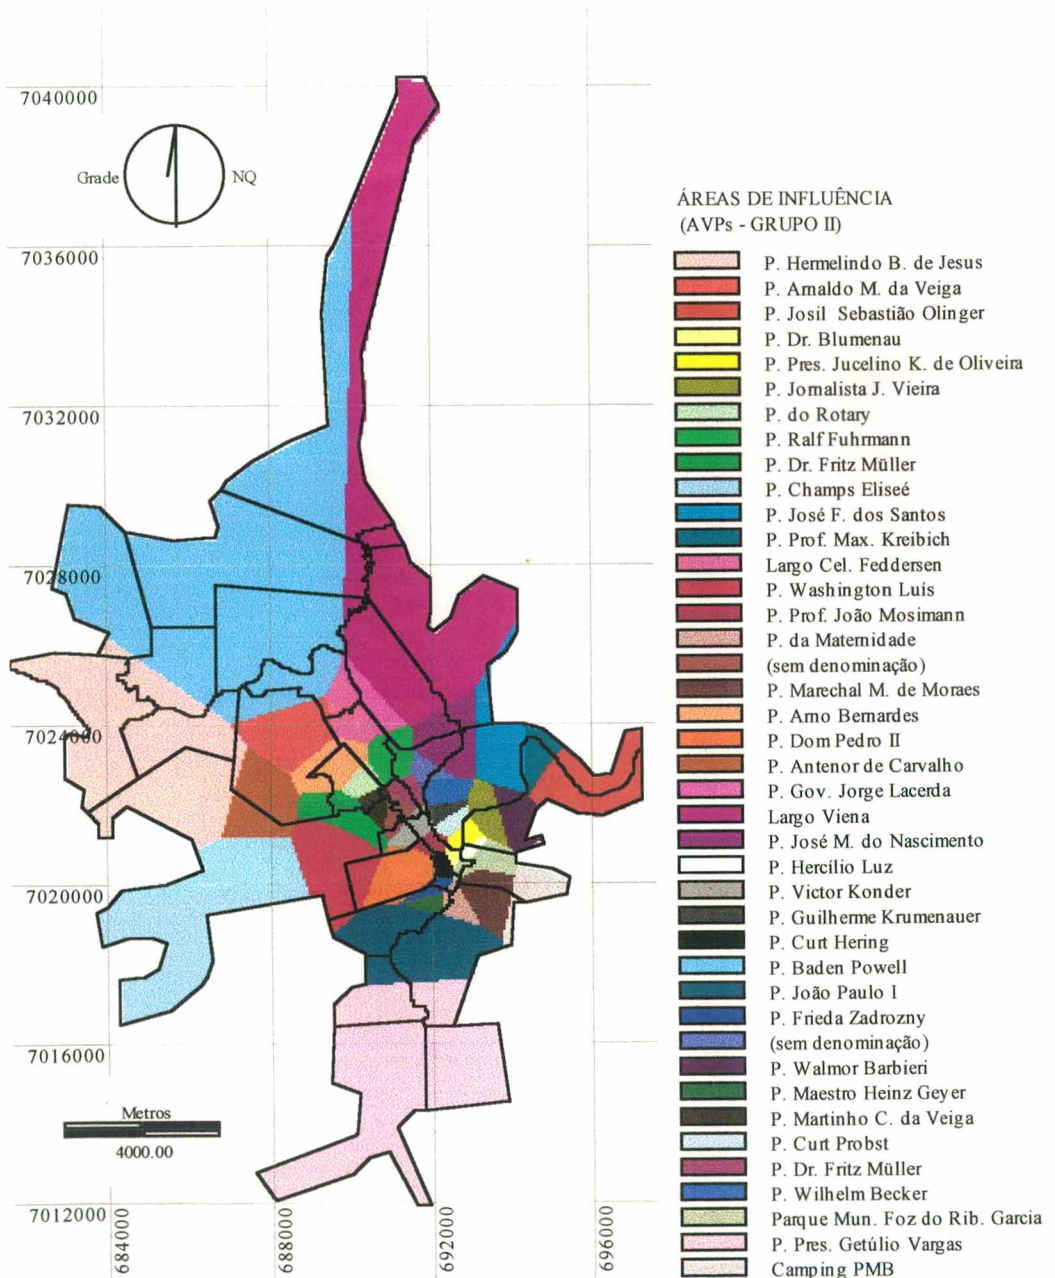 7040000
Grade NQ
7036000
7032000
7028000
7024000
7020000
7016000
7012000
Metros
4000.00
684000
688000
692000
696000
ÁREAS DE INFLUÊNCIA
(AVPs - GRUPO II)
P. Hermelindo B. de Jesus
P. Arnaldo M. da Veiga
P. Josil Sebastião Olinger
P. Dr. Blumenau
P. Pres. Jucelino K. de Oliveira
P. Jornalista J. Vieira
P. do Rotary
P. Ralf Fuhrmann
P. Dr. Fritz Müller
P. Champs Eliseé
P. José F. dos Santos
P. Prof. Max. Kreibich
Largo Cel. Feddersen
P. Washington Luís
P. Prof. João Mosimann
P. da Maternidade
(sem denominação)
P. Marechal M. de Moraes
P. Arno Bernardes
P. Dom Pedro II
P. Antenor de Carvalho
P. Gov. Jorge Lacerda
Largo Viena
P. José M. do Nascimento
P. Hercílio Luz
P. Victor Konder
P. Guilherme Krumenauer
P. Curt Hering
P. Baden Powell
P. João Paulo I
P. Frieda Zadrozny
(sem denominação)
P. Walmor Barbieri
P. Maestro Heinz Geyer
P. Martinho C. da Veiga
P. Curt Probst
P. Dr. Fritz Müller
P. Wilhelm Becker
Parque Mun. Foz do Rib. Garcia
P. Pres. Getúlio Vargas
Camping PMB